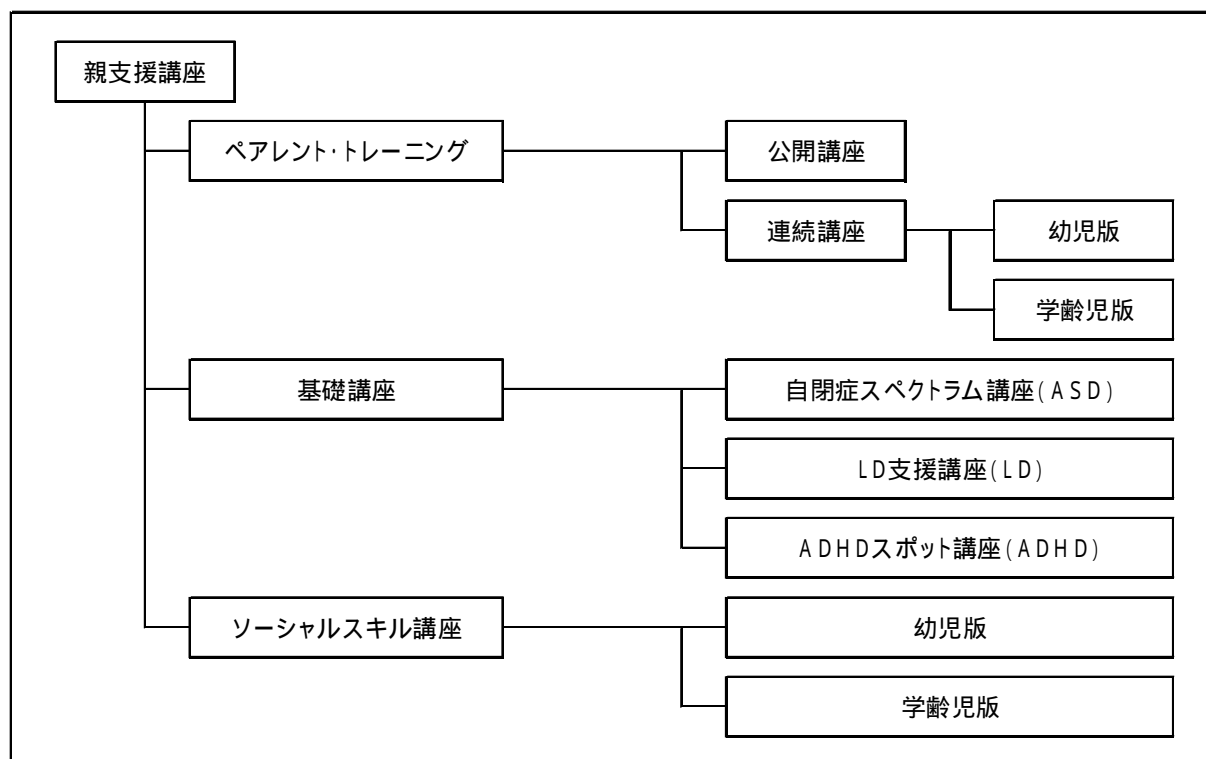 親支援講座
ペアレント・トレーニング
公開講座
連続講座
幼児版
学齢児版
基礎講座
自閉症スペクトラム講座(ASD)
LD支援講座(LD)
ADHDスポット講座(ADHD)
ソーシャルスキル講座
幼児版
学齢児版